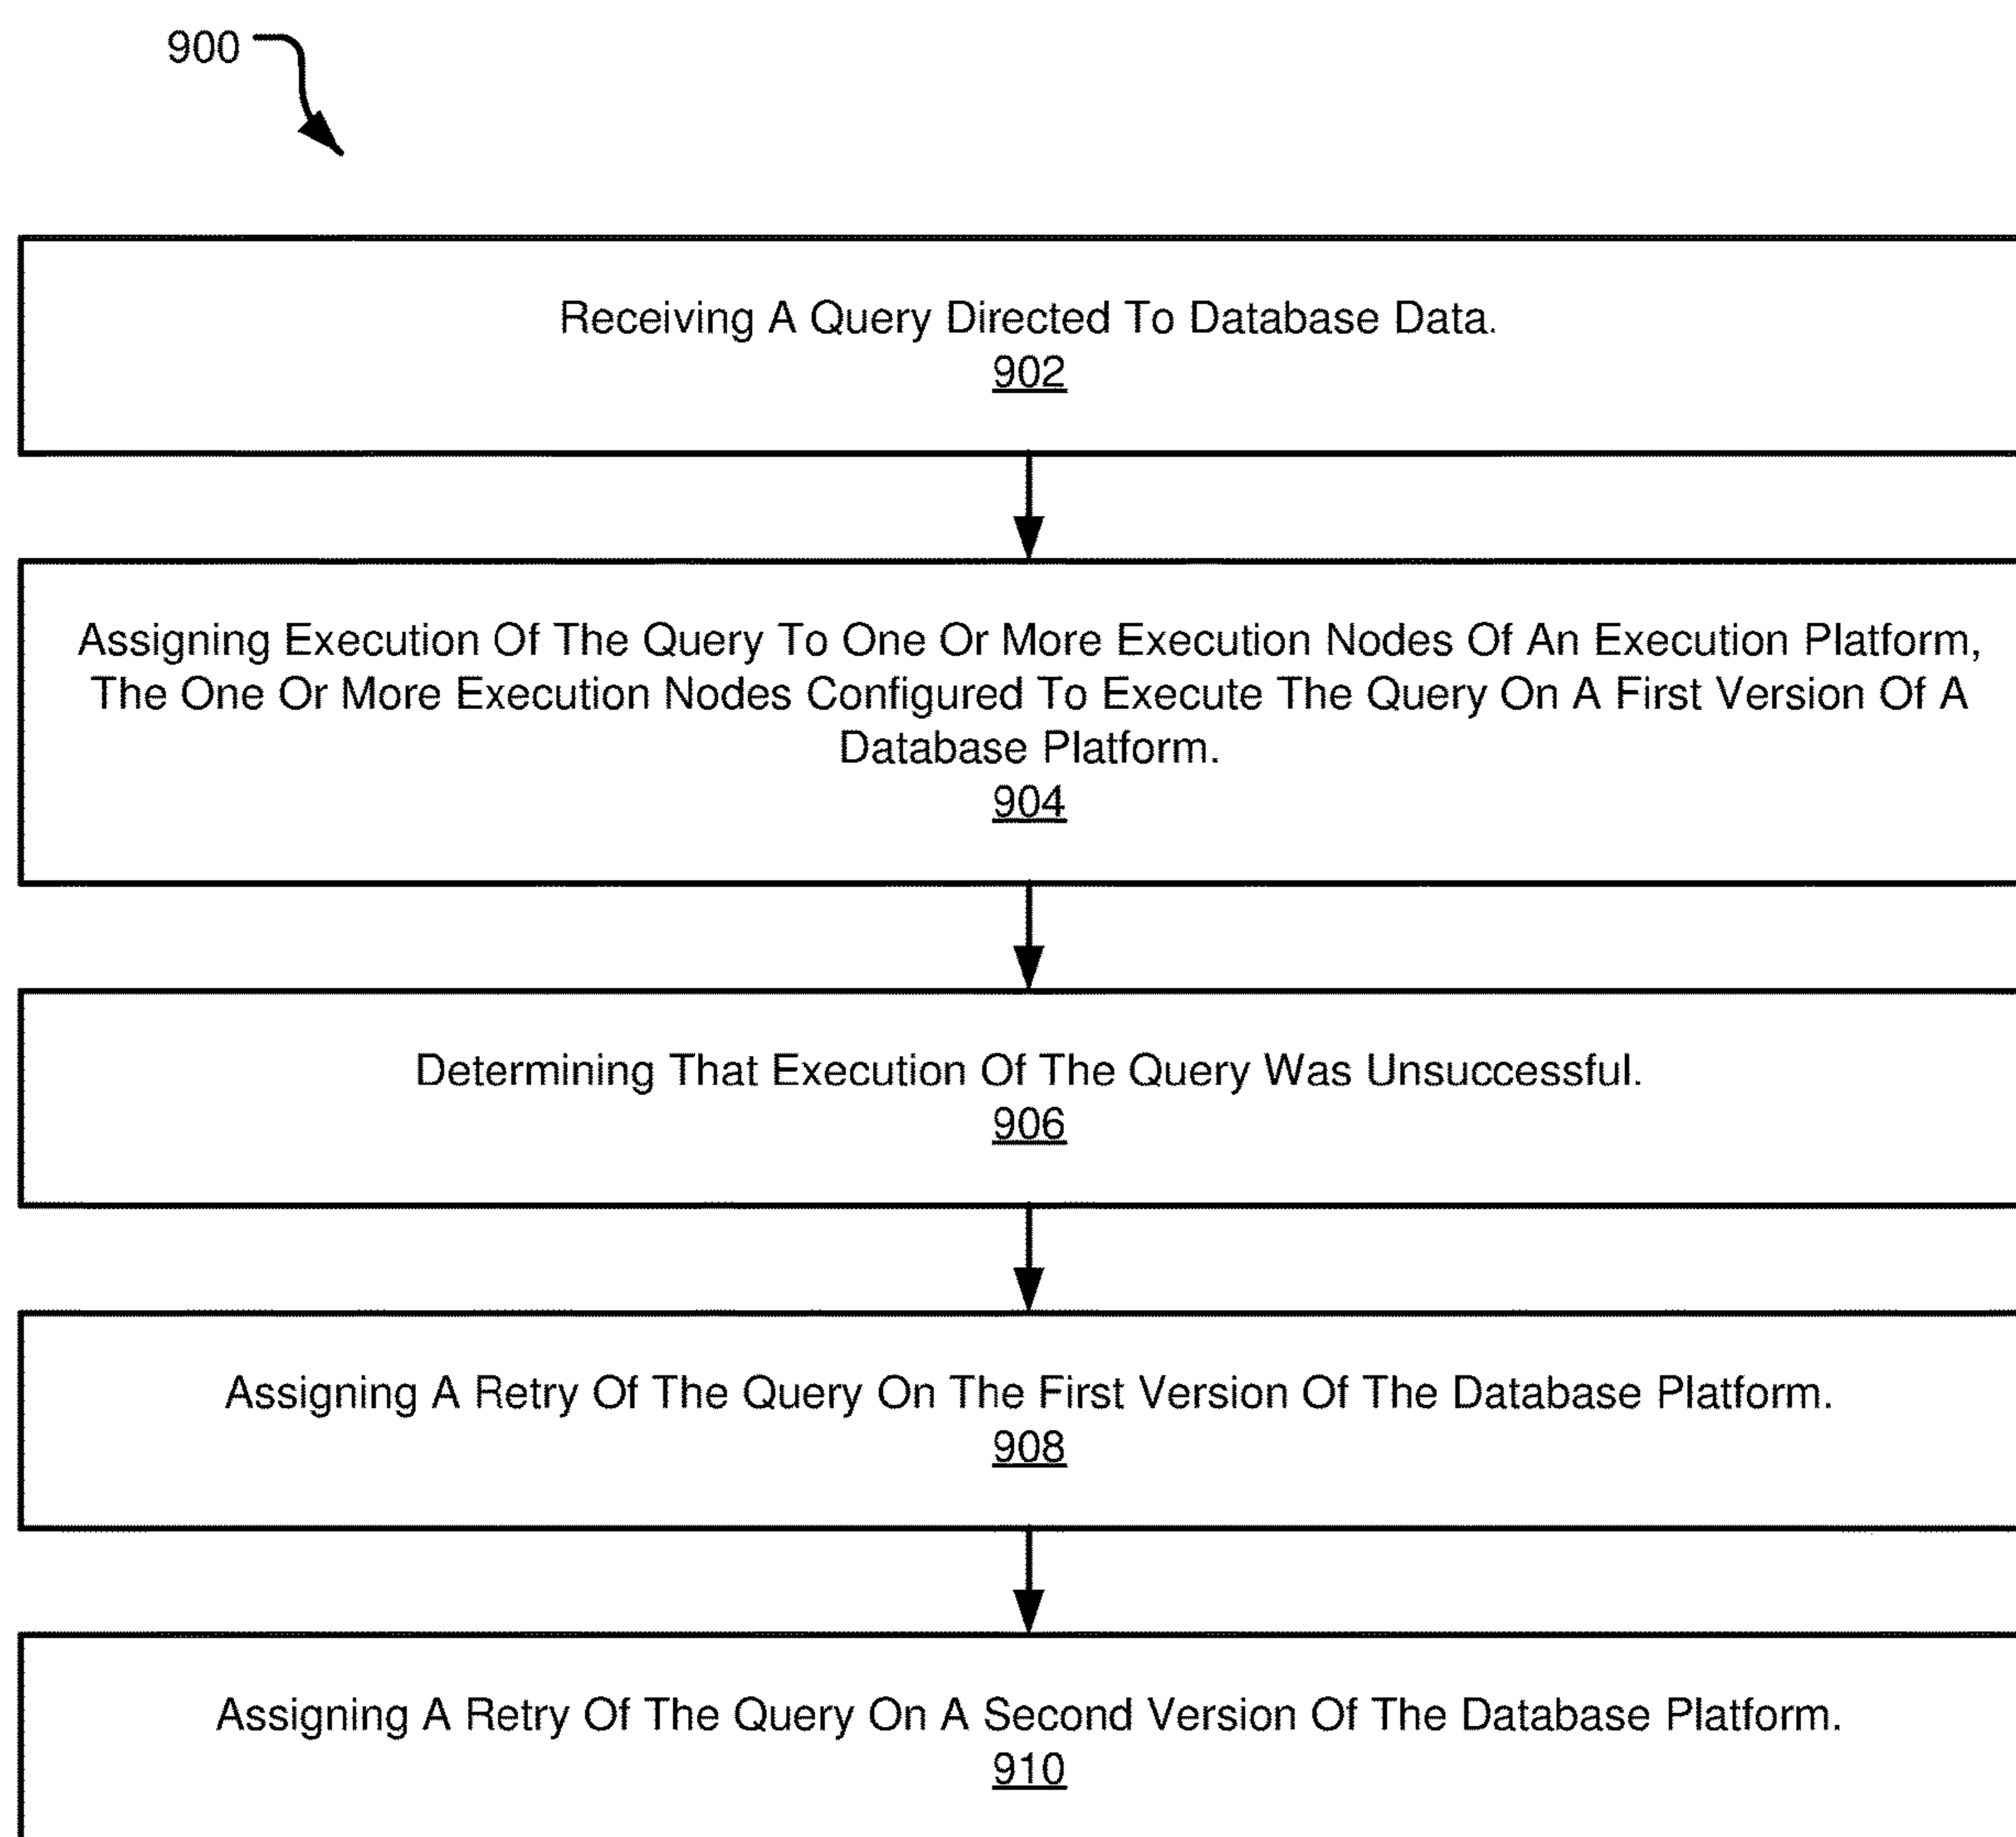 900
Receiving A Query Directed To Database Data.
902
Assigning Execution Of The Query To One Or More Execution Nodes Of An Execution Platform,
The One Or More Execution Nodes Configured To Execute The Query On A First Version Of A
Database Platform.
904
Determining That Execution Of The Query Was Unsuccessful.
906
Assigning A Retry Of The Query On The First Version Of The Database Platform.
908
Assigning A Retry Of The Query On A Second Version Of The Database Platform.
910